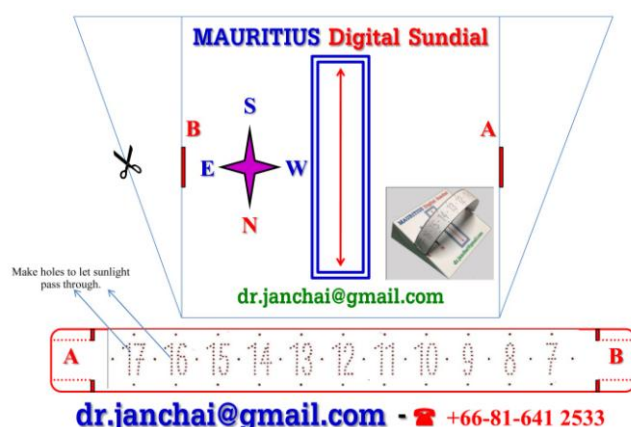 MAURITIUS Digital Sundial
S
B
A
E W
N
Make holes to let sunlight
pass through.
dr.janchai@gmail.com
A 17 16 15 14 13 12 11 10 9 8 7 B
dr.janchai@gmail.com - ☎ +66-81-641 2533